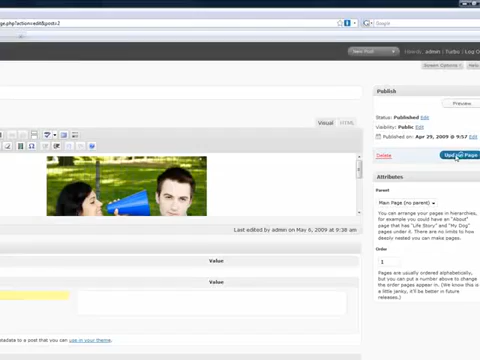 ge.php?action=edit&post=2
Google
New Post
Howdy, admin | Turbo | Log O
Screen Options
Help
Publish
Preview
Status: Published Edit
Visibility: Public Edit
Published on: Apr 29, 2009 @ 9:57 Edit
Delete
Update Page
Visual
HTML
Last edited by admin on May 6, 2009 at 9:38 am
Attributes
Parent
Main Page (no parent)
You can arrange your pages in hierarchies,
for example you could have an "About"
page that has "Life Story" and "My Dog"
pages under it. There are no limits to how
deeply nested you can make pages.
Order
1
Pages are usually ordered alphabetically,
but you can put a number above to change
the order pages appear in. (We know this is
a little janky, it'll be better in future
releases.)
Value
Value
metadata to a post that you can use in your theme.